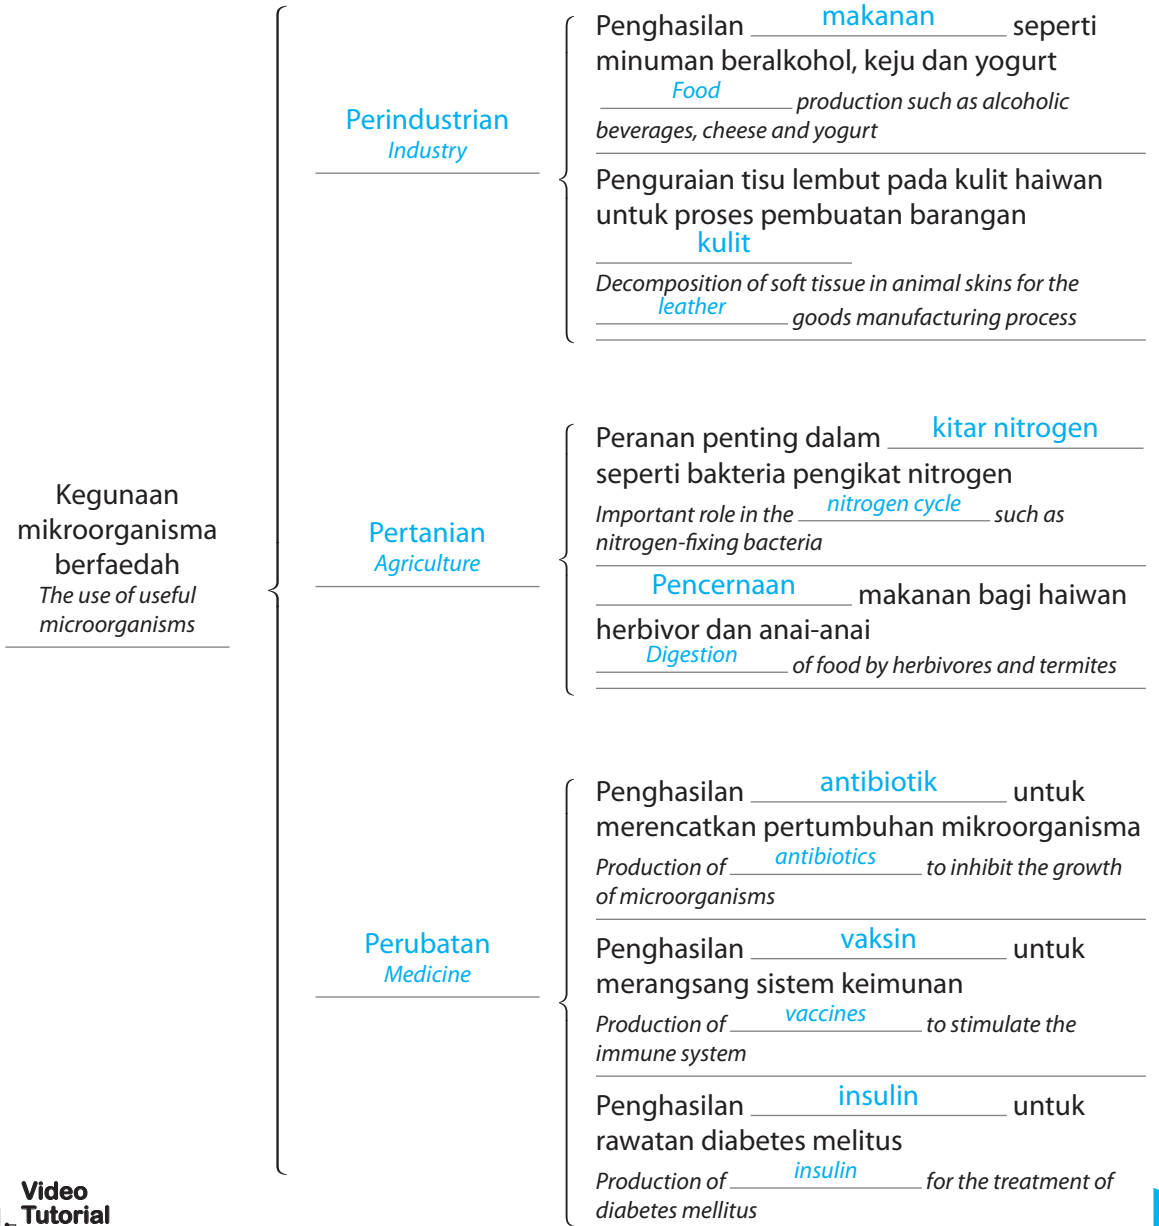 Kegunaan
mikroorganisma
berfaedah
The use of useful
microorganisms
Perindustrian
Industry
Penghasilan makanan seperti
minuman beralkohol, keju dan yogurt
Food production such as alcoholic
beverages, cheese and yogurt
Penguraian tisu lembut pada kulit haiwan
untuk proses pembuatan barangan
kulit
Decomposition of soft tissue in animal skins for the
leather goods manufacturing process
Pertanian
Agriculture
Peranan penting dalam kitar nitrogen
seperti bakteria pengikat nitrogen
Important role in the nitrogen cycle such as
nitrogen-fixing bacteria
Pencernaan makanan bagi haiwan
herbivor dan anai-anai
Digestion of food by herbivores and termites
Perubatan
Medicine
Penghasilan antibiotik untuk
merencatkan pertumbuhan mikroorganisma
Production of antibiotics to inhibit the growth
of microorganisms
Penghasilan vaksin untuk
merangsang sistem keimunan
Production of vaccines to stimulate the
immune system
Penghasilan insulin untuk
rawatan diabetes melitus
Production of insulin for the treatment of
diabetes mellitus
Video
Tutorial